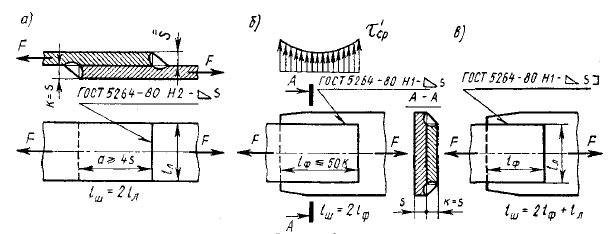 а)
F
F
S
к=s
ГОСТ 5264-80 Н2-⊿ S
F
F
a ≥ 4s
lл
lш = 2lл
б)
τ'ср
А
ГОСТ 5264-80 Н1-⊿ S
А - А
F
F
lф ≤ 50к
s
к=s
А
lш = 2lф
в)
ГОСТ 5264-80 Н1-⊿ S ⊐
F
F
lф
lл
lш = 2lф + lл